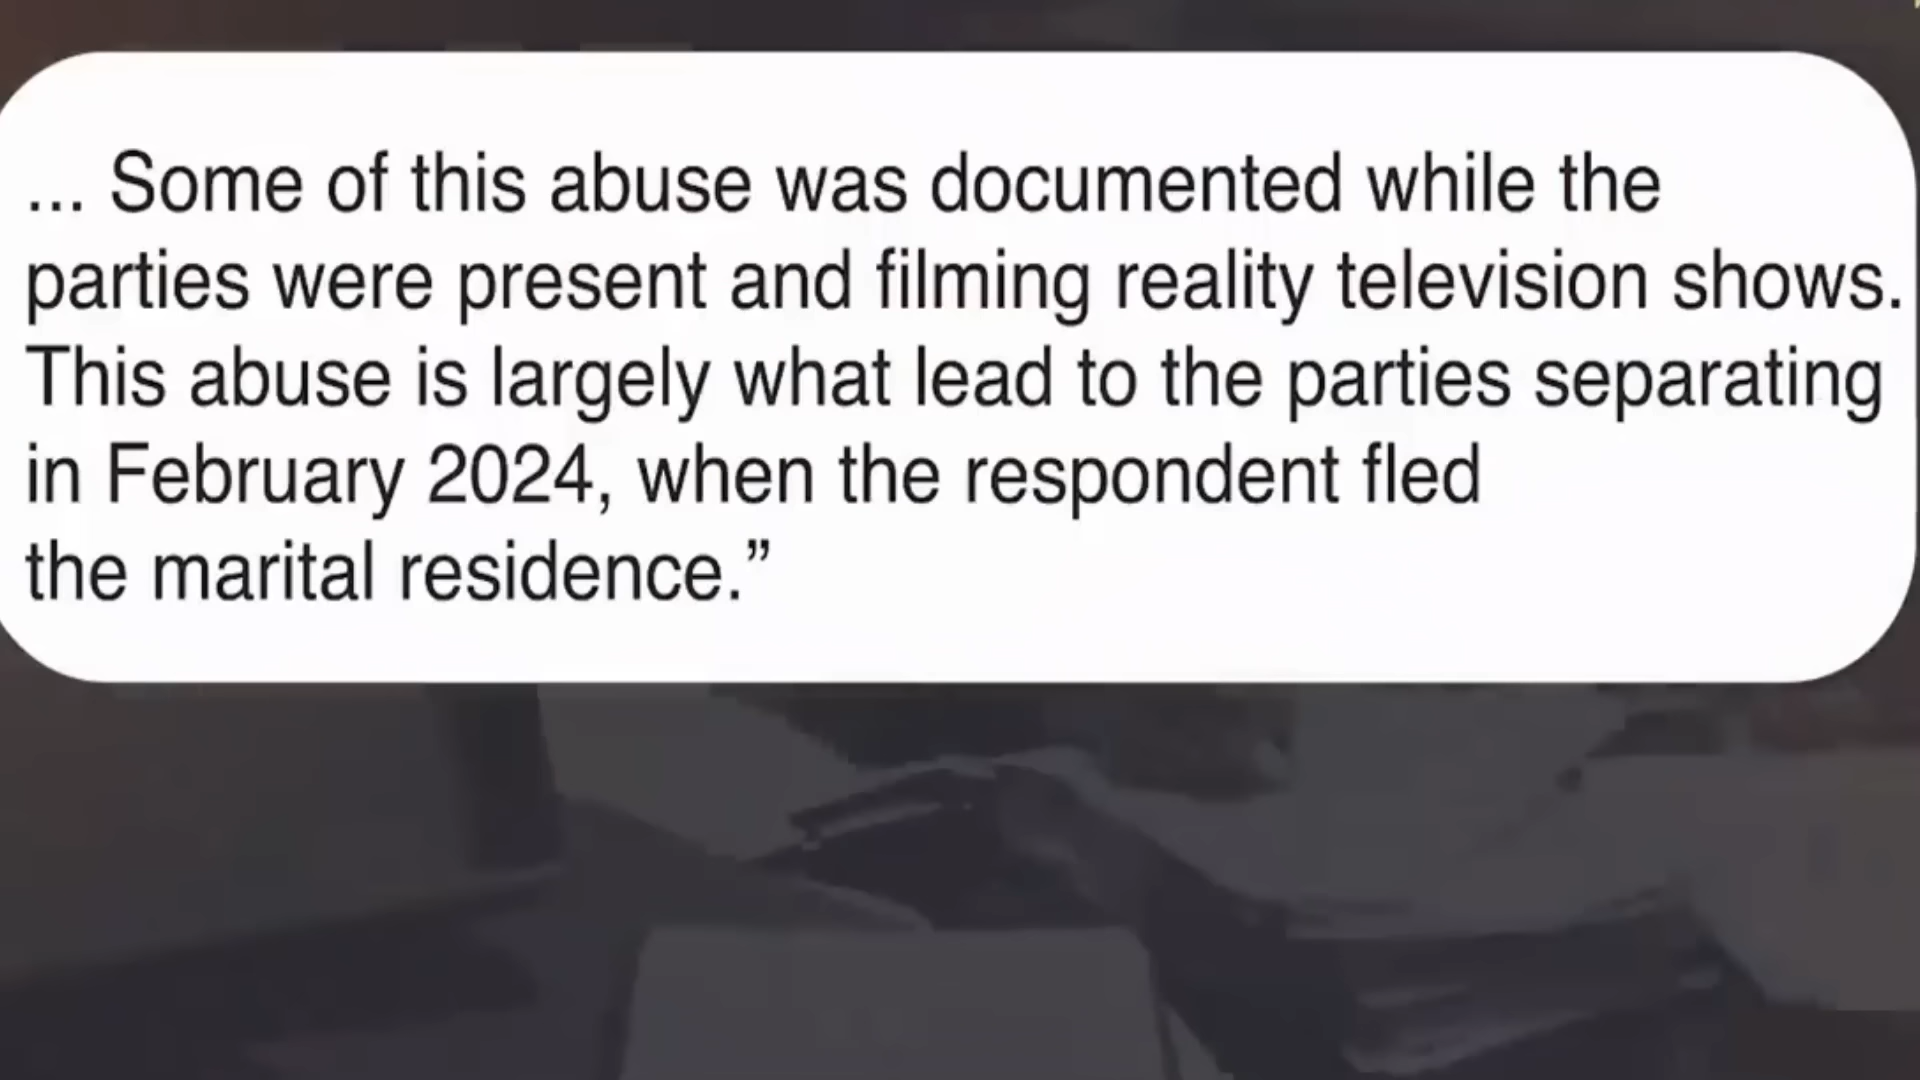 ... Some of this abuse was documented while the
parties were present and filming reality television shows.
This abuse is largely what lead to the parties separating
in February 2024, when the respondent fled
the marital residence.”